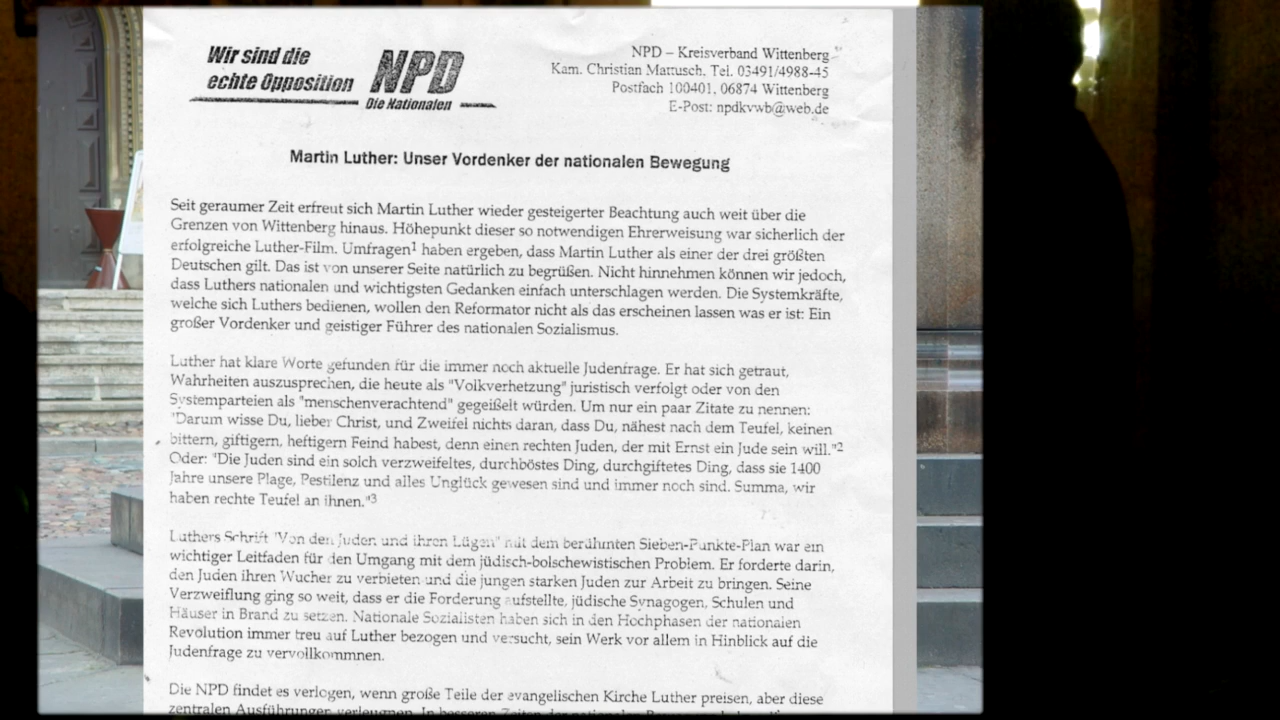 Wir sind die
echte Opposition
NPD
Die Nationalen
NPD – Kreisverband Wittenberg
Kam. Christian Mattusch. Tel. 03491/4988-45
Postfach 100401, 06874 Wittenberg
E-Post: npdkvwb@web.de
Martin Luther: Unser Vordenker der nationalen Bewegung
Seit geraumer Zeit erfreut sich Martin Luther wieder gesteigerter Beachtung auch weit über die
Grenzen von Wittenberg hinaus. Höhepunkt dieser so notwendigen Ehrerweisung war sicherlich der
erfolgreiche Luther-Film. Umfragen¹ haben ergeben, dass Martin Luther als einer der drei größten
Deutschen gilt. Das ist von unserer Seite natürlich zu begrüßen. Nicht hinnehmen können wir jedoch,
dass Luthers nationalen und wichtigsten Gedanken einfach unterschlagen werden. Die Systemkräfte,
welche sich Luthers bedienen, wollen den Reformator nicht als das erscheinen lassen was er ist: Ein
großer Vordenker und geistiger Führer des nationalen Sozialismus.
Luther hat klare Worte gefunden für die immer noch aktuelle Judenfrage. Er hat sich getraut,
Wahrheiten auszusprechen, die heute als "Volkverhetzung" juristisch verfolgt oder von den
Systemparteien als "menschenverachtend" gegeißelt würden. Um nur ein paar Zitate zu nennen:
"Darum wisse Du, lieber Christ, und Zweifel nichts daran, dass Du, nähest nach dem Teufel, keinen
bittern, giftigern, heftigern Feind habest, denn einen rechten Juden, der mit Ernst ein Jude sein will."²
Oder: "Die Juden sind ein solch verzweifeltes, durchböstes Ding, durchgiftetes Ding, dass sie 1400
Jahre unsere Plage, Pestilenz und alles Unglück gewesen sind und immer noch sind. Summa, wir
haben rechte Teufel an ihnen."³
Luthers Schrift "Von den Juden und ihren Lügen" mit dem berühmten Sieben-Punkte-Plan war ein
wichtiger Leitfaden für den Umgang mit dem jüdisch-bolschewistischen Problem. Er forderte darin,
den Juden ihren Wucher zu verbieten und die jungen starken Juden zur Arbeit zu bringen. Seine
Verzweiflung ging so weit, dass er die Forderung aufstellte, jüdische Synagogen, Schulen und
Häuser in Brand zu setzen. Nationale Sozialisten haben sich in den Hochphasen der nationalen
Revolution immer treu auf Luther bezogen und versucht, sein Werk vor allem in Hinblick auf die
Judenfrage zu vervollkommnen.
Die NPD findet es verlogen, wenn große Teile der evangelischen Kirche Luther preisen, aber diese
zentralen Ausführungen verleugnen. In besseren Zeiten der nationalen